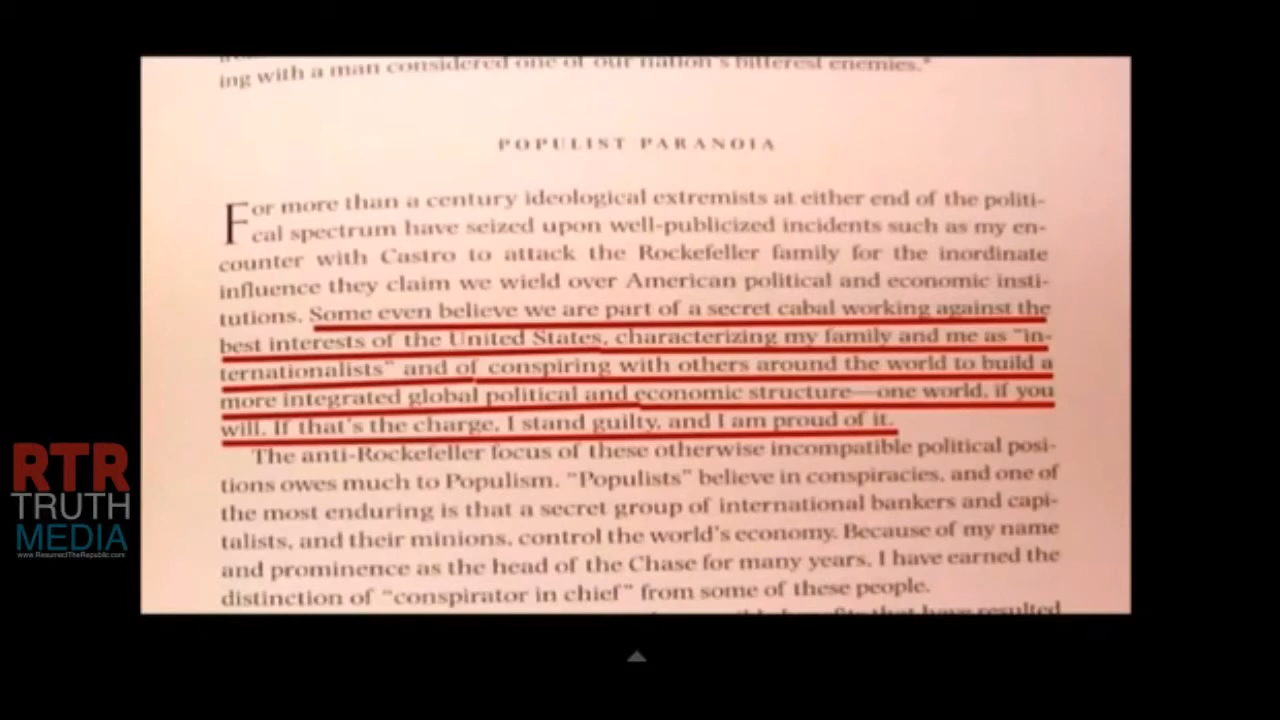 ing with a man considered one of our nation's bitterest enemies.*
POPULIST PARANOIA
For more than a century ideological extremists at either end of the politi-
cal spectrum have seized upon well-publicized incidents such as my en-
counter with Castro to attack the Rockefeller family for the inordinate
influence they claim we wield over American political and economic insti-
tutions. Some even believe we are part of a secret cabal working against the
best interests of the United States, characterizing my family and me as "in-
ternationalists" and of conspiring with others around the world to build a
more integrated global political and economic structure—one world, if you
will. If that's the charge, I stand guilty, and I am proud of it.
The anti-Rockefeller focus of these otherwise incompatible political posi-
tions owes much to Populism. "Populists" believe in conspiracies, and one of
the most enduring is that a secret group of international bankers and capi-
talists, and their minions, control the world's economy. Because of my name
and prominence as the head of the Chase for many years, I have earned the
distinction of "conspirator in chief" from some of these people.
that have resulted
RTR
TRUTH
MEDIA
www.ResurrectTheRepublic.com